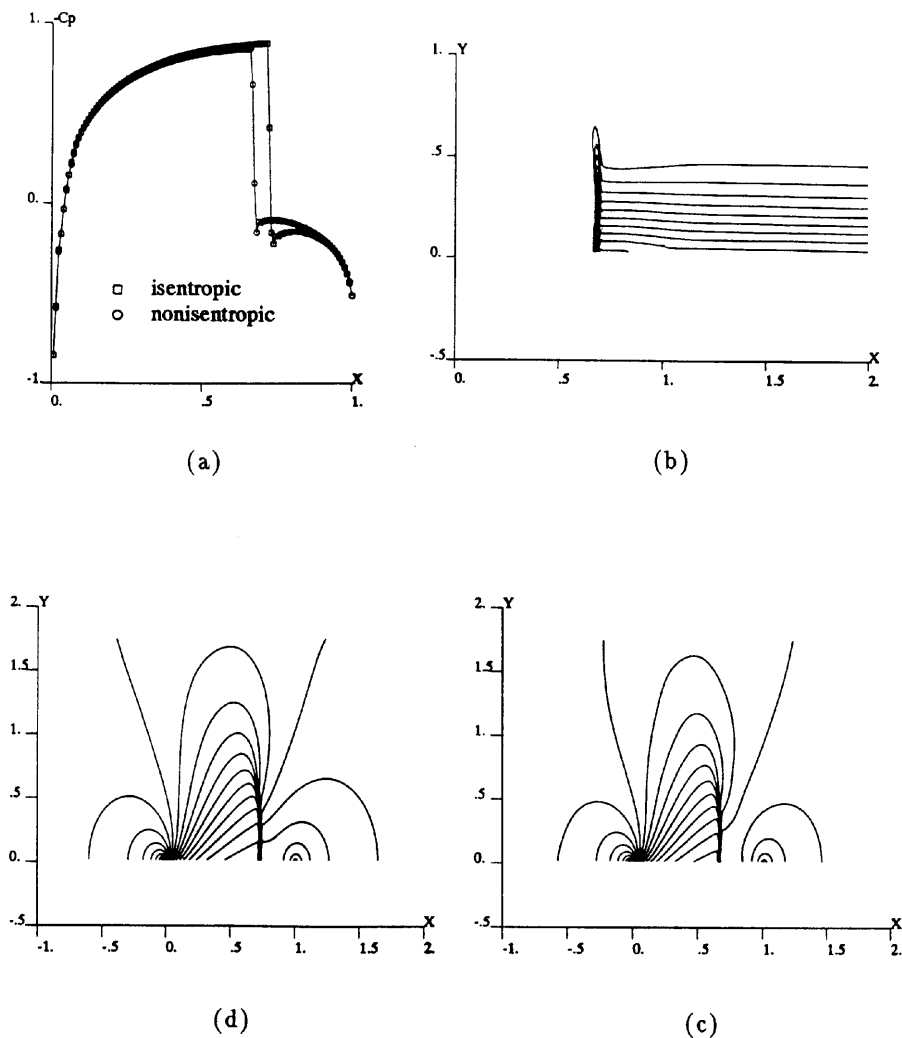 1. -Cp
0.
-1
0. .5 1.
X
isentropic
nonisentropic
(a)
1. Y
.5
0.
-.5
0. .5 1. 1.5 2.
X
(b)
2. Y
1.5
1.
.5
0.
-.5
-1. -.5 0. .5 1. 1.5 2.
X
(d)
2. Y
1.5
1.
.5
0.
-.5
-1. -.5 0. .5 1. 1.5 2.
X
(c)